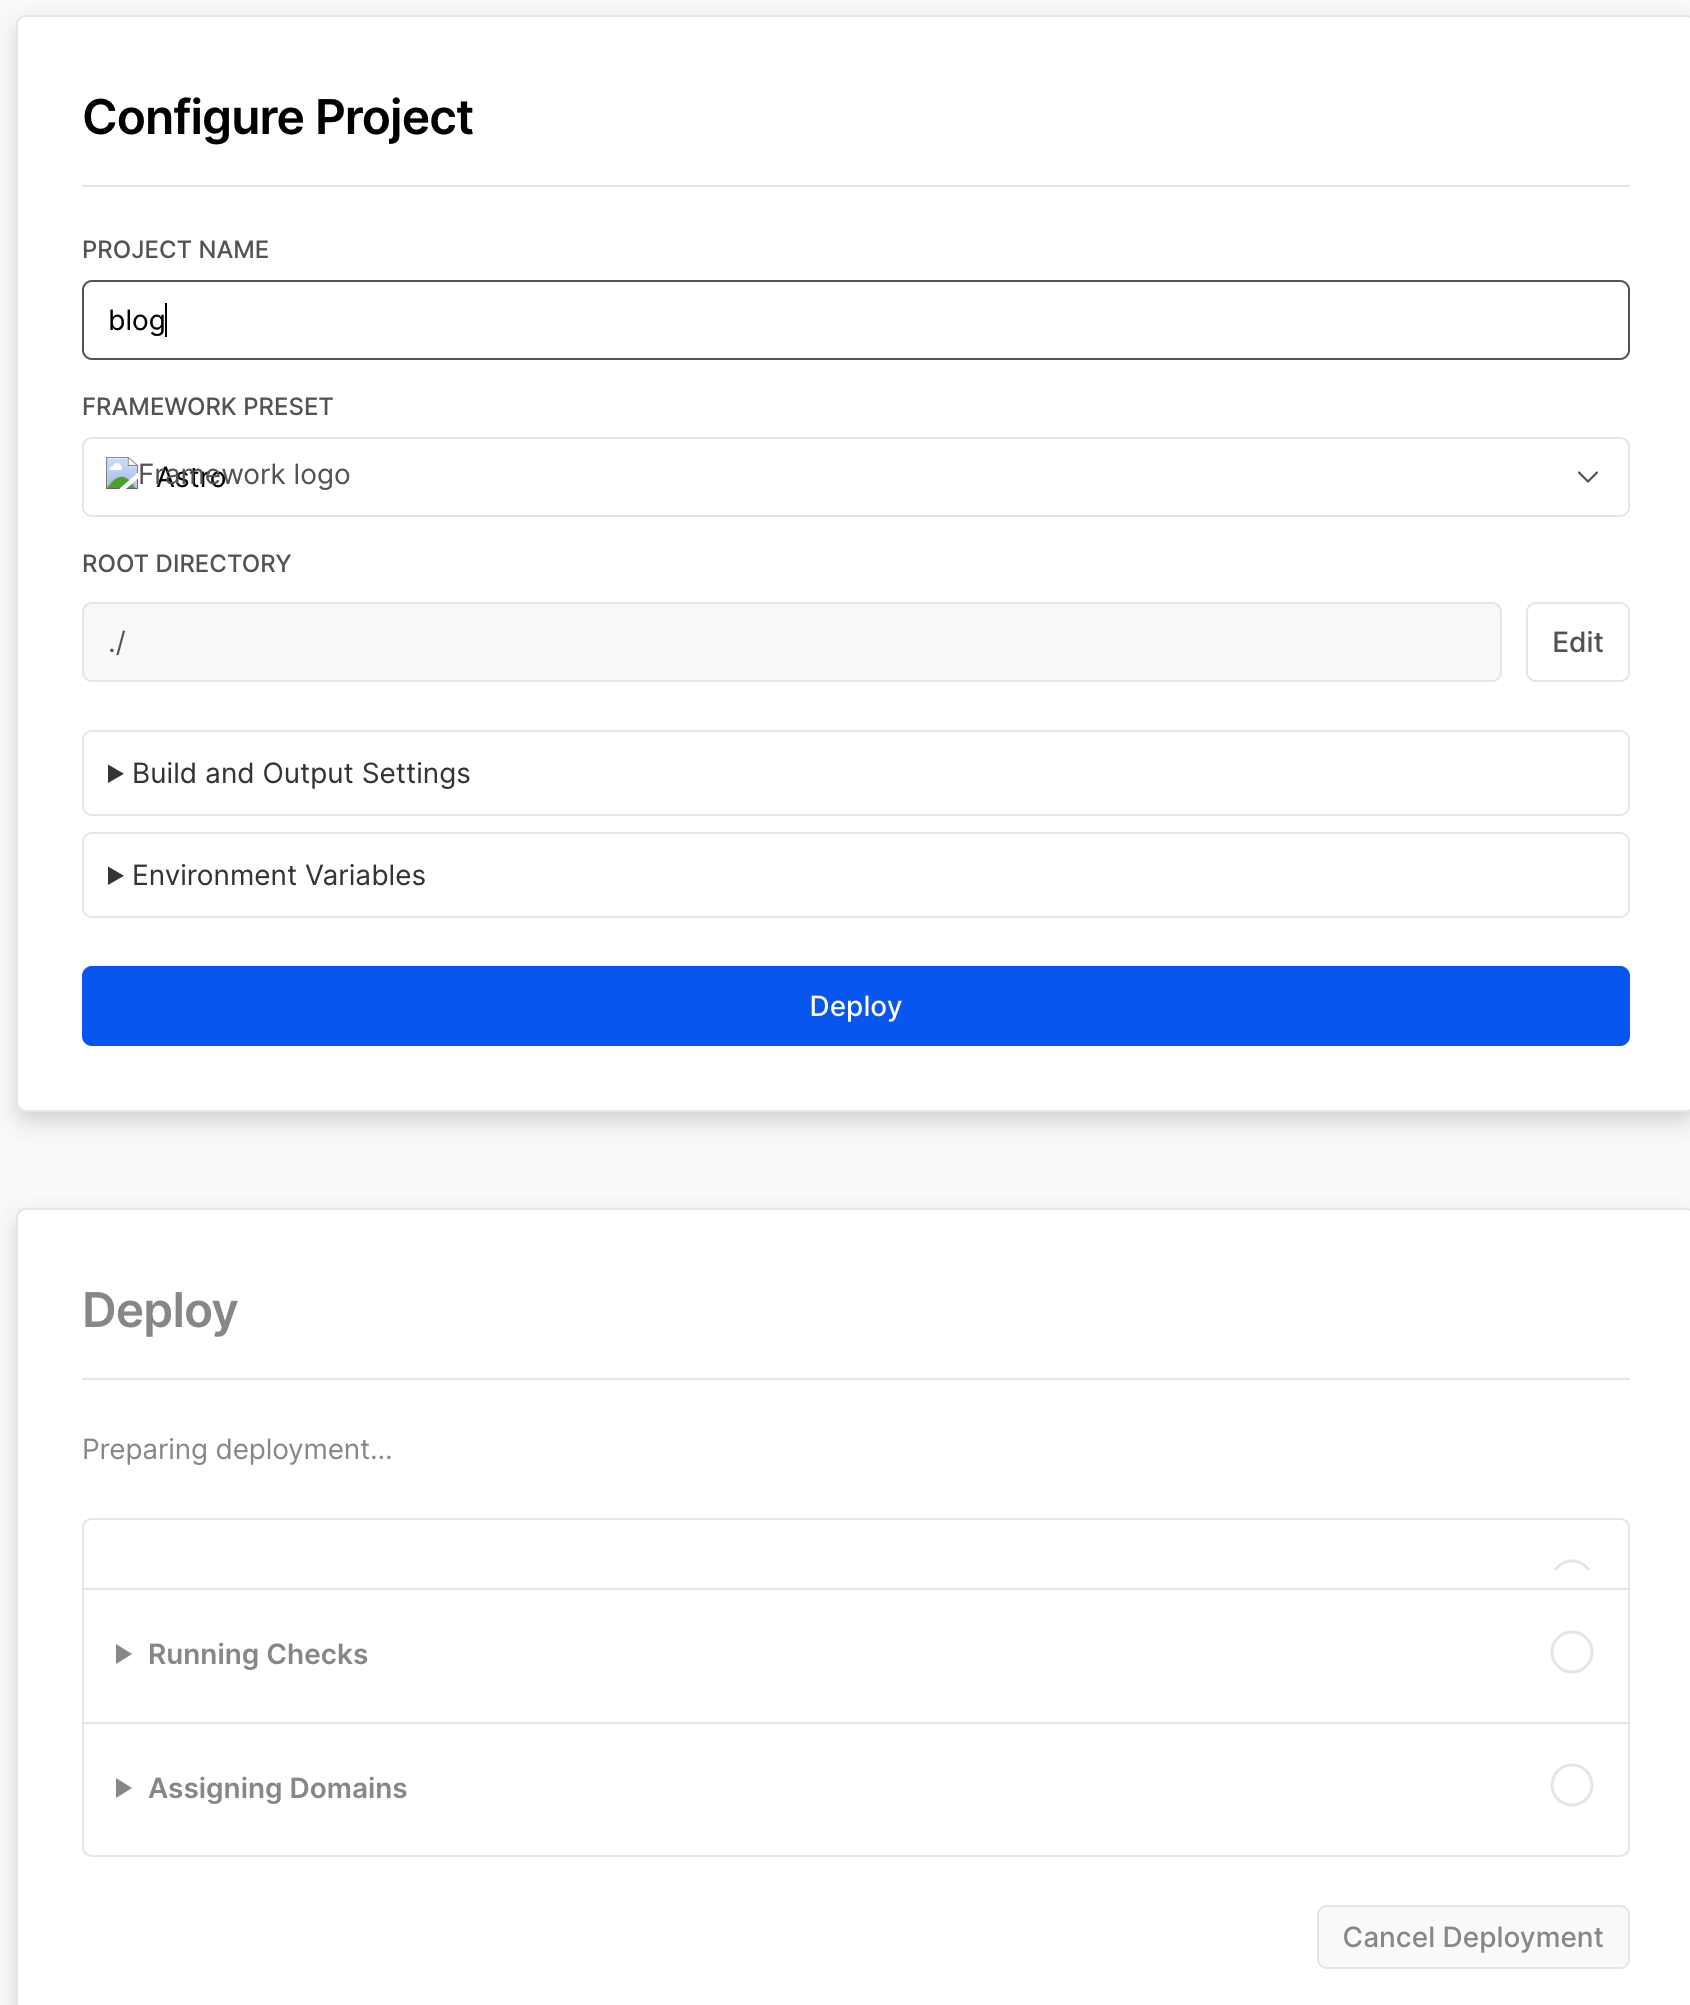 Configure Project
PROJECT NAME
blog
FRAMEWORK PRESET
Framework logo
Astro
ROOT DIRECTORY
./
Edit
Build and Output Settings
Environment Variables
Deploy
Deploy
Preparing deployment...
Running Checks
Assigning Domains
Cancel Deployment